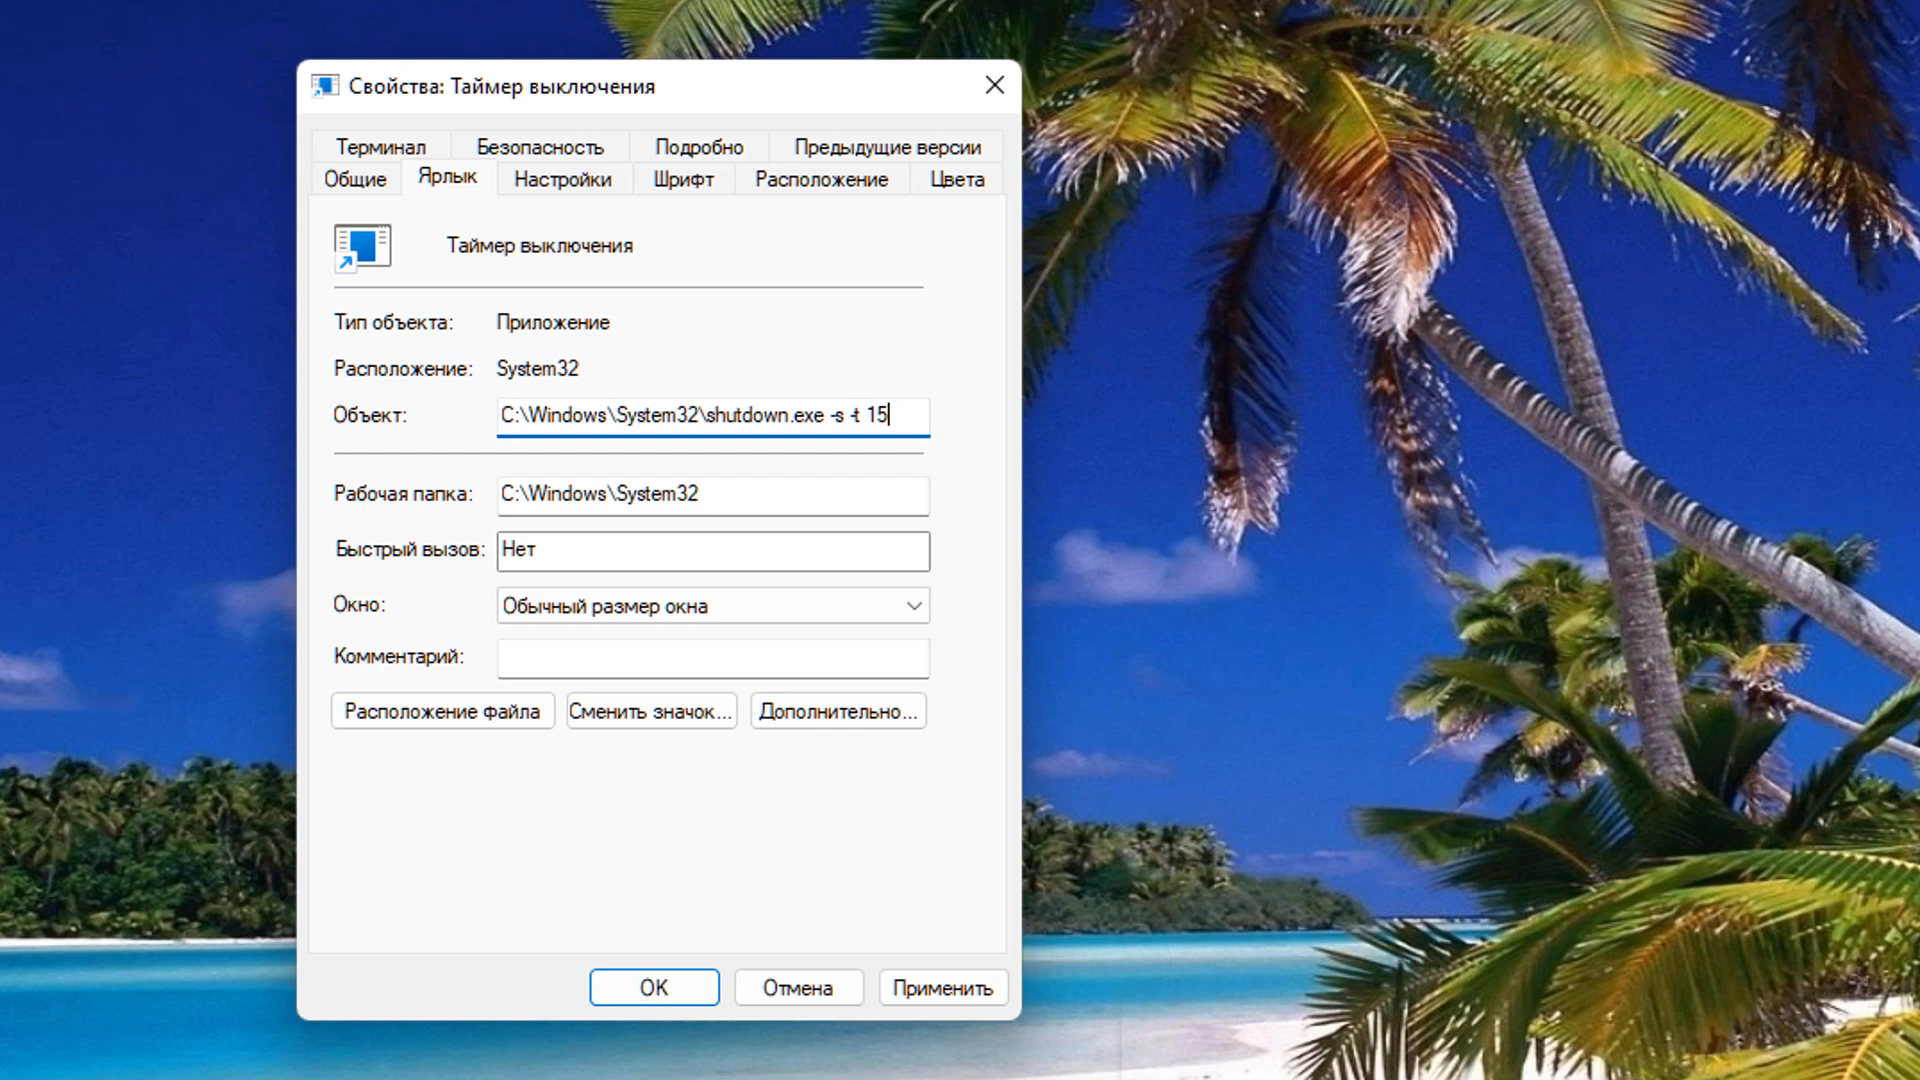 Свойства: Таймер выключения
Терминал Безопасность Подробно Предыдущие версии
Общие Ярлык Настройки Шрифт Расположение Цвета
Таймер выключения
Тип объекта: Приложение
Расположение: System32
Объект: C:\Windows\System32\shutdown.exe -s -t 15
Рабочая папка: C:\Windows\System32
Быстрый вызов: Нет
Окно: Обычный размер окна
Комментарий:
Расположение файла Сменить значок... Дополнительно...
ОК Отмена Применить